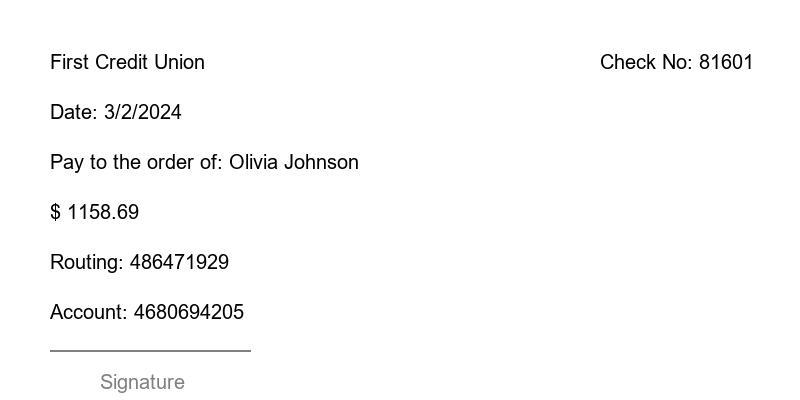 First Credit Union
Check No: 81601
Date: 3/2/2024
Pay to the order of: Olivia Johnson
$ 1158.69
Routing: 486471929
Account: 4680694205
Signature